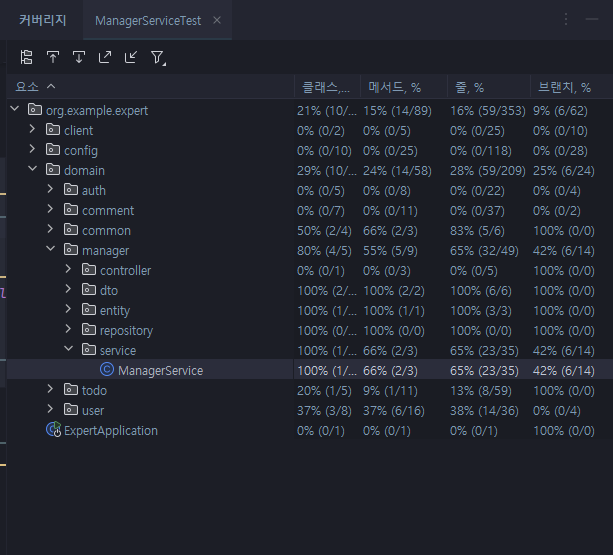 커버리지 ManagerServiceTest
요소 클래스,... 메서드, % 줄, % 브랜치, %
org.example.expert 21% (10/... 15% (14/89) 16% (59/353) 9% (6/62)
client 0% (0/2) 0% (0/5) 0% (0/25) 0% (0/10)
config 0% (0/10) 0% (0/25) 0% (0/118) 0% (0/28)
domain 29% (10/... 24% (14/58) 28% (59/209) 25% (6/24)
auth 0% (0/5) 0% (0/8) 0% (0/22) 0% (0/4)
comment 0% (0/7) 0% (0/11) 0% (0/37) 0% (0/2)
common 50% (2/4) 66% (2/3) 83% (5/6) 100% (0/0)
manager 80% (4/5) 55% (5/9) 65% (32/49) 42% (6/14)
controller 0% (0/1) 0% (0/3) 0% (0/5) 100% (0/0)
dto 100% (2/... 100% (2/2) 100% (6/6) 100% (0/0)
entity 100% (1/... 100% (1/1) 100% (3/3) 100% (0/0)
repository 100% (0/... 100% (0/0) 100% (0/0) 100% (0/0)
service 100% (1/... 66% (2/3) 65% (23/35) 42% (6/14)
ManagerService 100% (1/... 66% (2/3) 65% (23/35) 42% (6/14)
todo 20% (1/5) 9% (1/11) 13% (8/59) 100% (0/0)
user 37% (3/8) 37% (6/16) 38% (14/36) 0% (0/4)
ExpertApplication 0% (0/1) 0% (0/1) 0% (0/1) 100% (0/0)